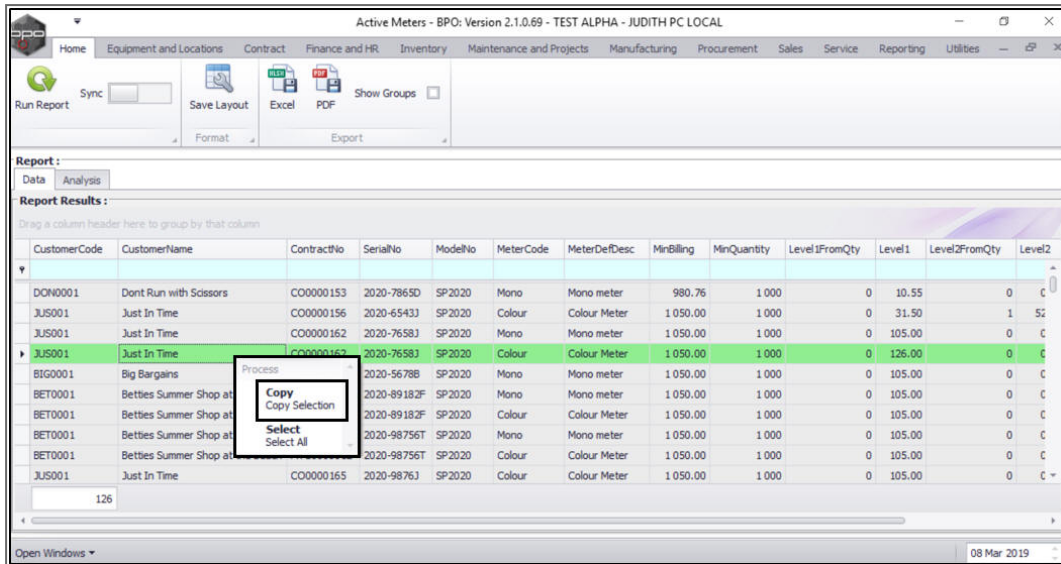 bpo
Active Meters - BPO: Version 2.1.0.69 - TEST ALPHA - JUDITH PC LOCAL
Home Equipment and Locations Contract Finance and HR Inventory Maintenance and Projects Manufacturing Procurement Sales Service Reporting Utilities
Run Report Sync Save Layout XLSX Excel PDF PDF Show Groups
Format Export
Report :
Data Analysis
Report Results :
Drag a column header here to group by that column
CustomerCode CustomerName ContractNo SerialNo ModelNo MeterCode MeterDefDesc MinBilling MinQuantity Level1FromQty Level1 Level2FromQty Level2
DON0001 Dont Run with Scissors CO0000153 2020-7865D SP2020 Mono Mono meter 980.76 1 000 0 10.55 0
JUS001 Just In Time CO0000156 2020-6543J SP2020 Colour Colour Meter 1 050.00 1 000 0 31.50 1 52
JUS001 Just In Time CO0000162 2020-7658J SP2020 Mono Mono meter 1 050.00 1 000 0 105.00 0
JUS001 Just In Time CO0000162 2020-7658J SP2020 Colour Colour Meter 1 050.00 1 000 0 126.00 0
BIG0001 Big Bargains 2020-5678B SP2020 Mono Mono meter 1 050.00 1 000 0 105.00 0
BET0001 Betties Summer Shop at 2020-89182F SP2020 Mono Mono meter 1 050.00 1 000 0 105.00 0
BET0001 Betties Summer Shop at 2020-89182F SP2020 Colour Colour Meter 1 050.00 1 000 0 105.00 0
BET0001 Betties Summer Shop at 2020-98756T SP2020 Mono Mono meter 1 050.00 1 000 0 105.00 0
BET0001 Betties Summer Shop at 2020-98756T SP2020 Colour Colour Meter 1 050.00 1 000 0 105.00 0
JUS001 Just In Time CO0000165 2020-9876J SP2020 Colour Colour Meter 1 050.00 1 000 0 105.00 0
Process
Copy
Copy Selection
Select
Select All
126
Open Windows 08 Mar 2019